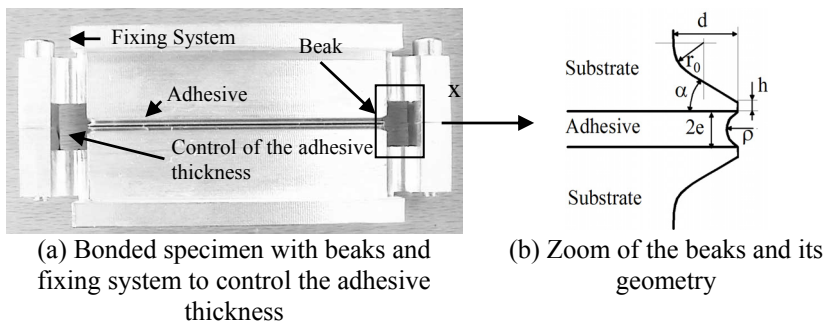 Fixing System
Beak
Adhesive
Control of the adhesive
thickness
x
(a) Bonded specimen with beaks and
fixing system to control the adhesive
thickness
d
r0
Substrate
h
α
Adhesive
2e
ρ
Substrate
(b) Zoom of the beaks and its
geometry